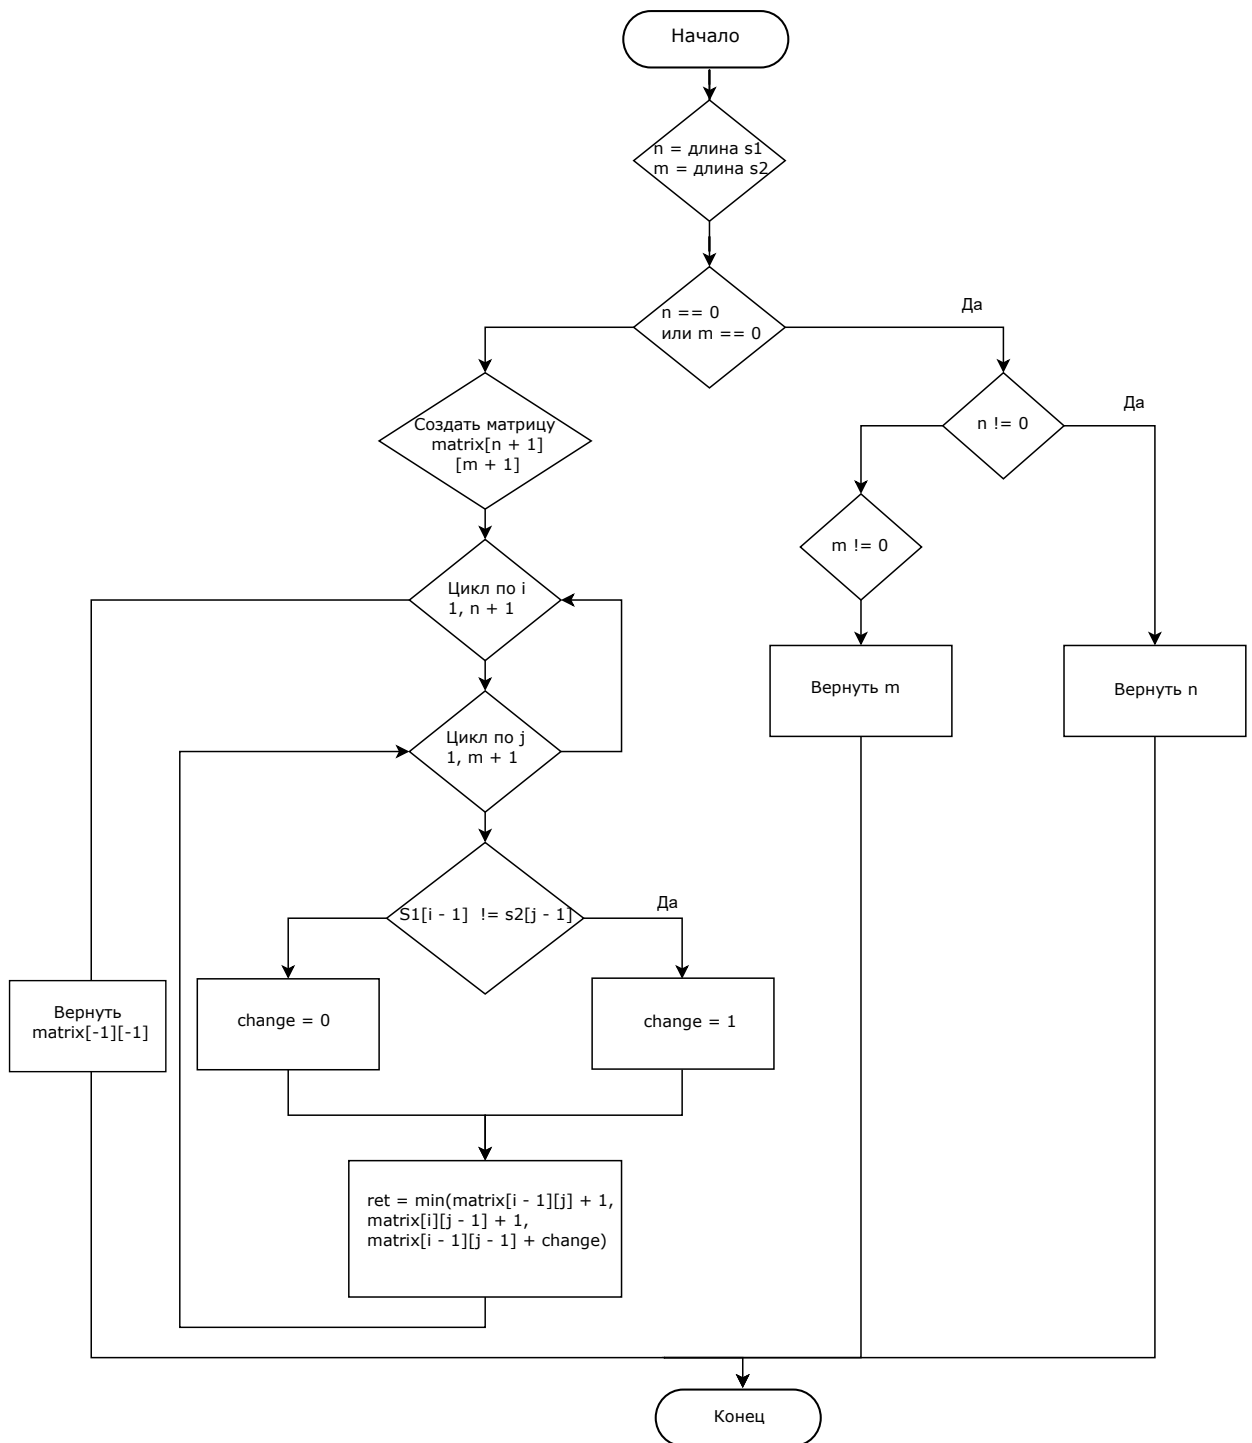 Начало
n = длина s1
m = длина s2
n == 0
или m == 0
Да
Создать матрицу
matrix[n + 1]
[m + 1]
n != 0
Да
m != 0
Цикл по i
1, n + 1
Вернуть m
Вернуть n
Цикл по j
1, m + 1
S1[i - 1] != s2[j - 1]
Да
Вернуть
matrix[-1][-1]
change = 0
change = 1
ret = min(matrix[i - 1][j] + 1,
matrix[i][j - 1] + 1,
matrix[i - 1][j - 1] + change)
Конец